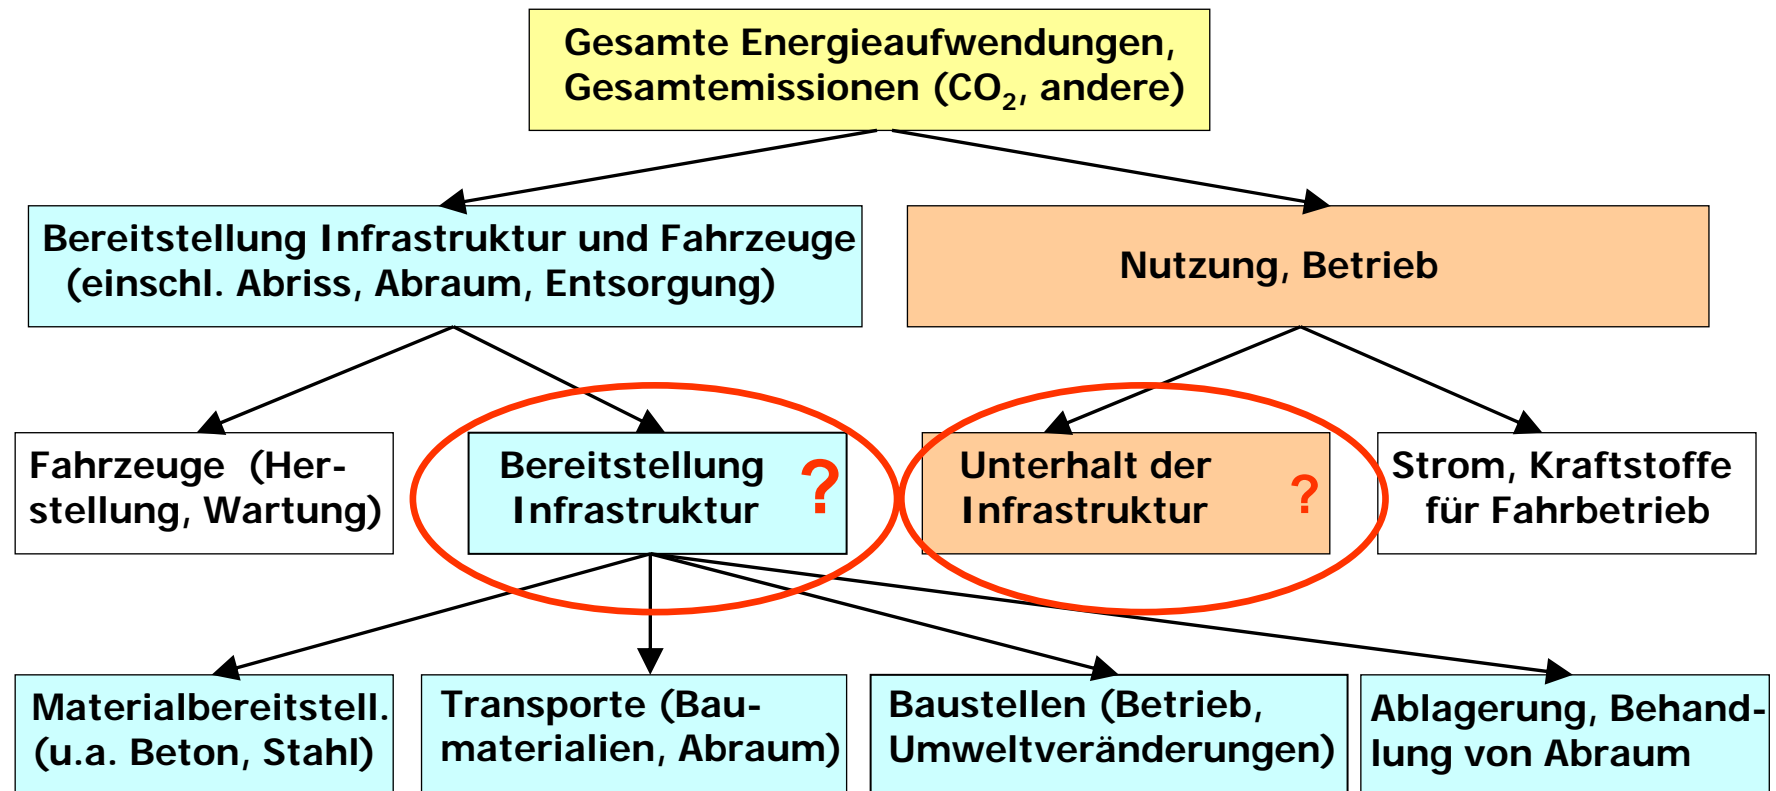 Gesamte Energieaufwendungen,
Gesamtemissionen (CO₂, andere)
Bereitstellung Infrastruktur und Fahrzeuge
(einschl. Abriss, Abraum, Entsorgung)
Nutzung, Betrieb
Fahrzeuge (Her-
stellung, Wartung)
Bereitstellung
Infrastruktur
?
Unterhalt der
Infrastruktur
?
Strom, Kraftstoffe
für Fahrbetrieb
Materialbereitstell.
(u.a. Beton, Stahl)
Transporte (Bau-
materialien, Abraum)
Baustellen (Betrieb,
Umweltveränderungen)
Ablagerung, Behand-
lung von Abraum